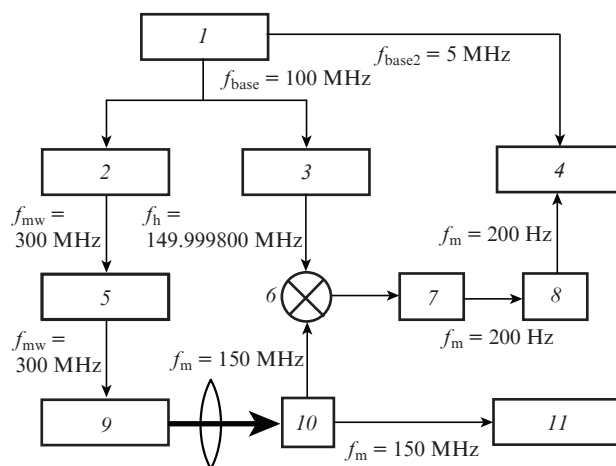 1
f_base2 = 5 MHz
f_base = 100 MHz
2
3
4
f_mw =
300 MHz
f_h =
149.999800 MHz
f_m = 200 Hz
5
6
7
8
f_m = 200 Hz
f_mw =
300 MHz
f_m = 150 MHz
9
10
11
f_m = 150 MHz